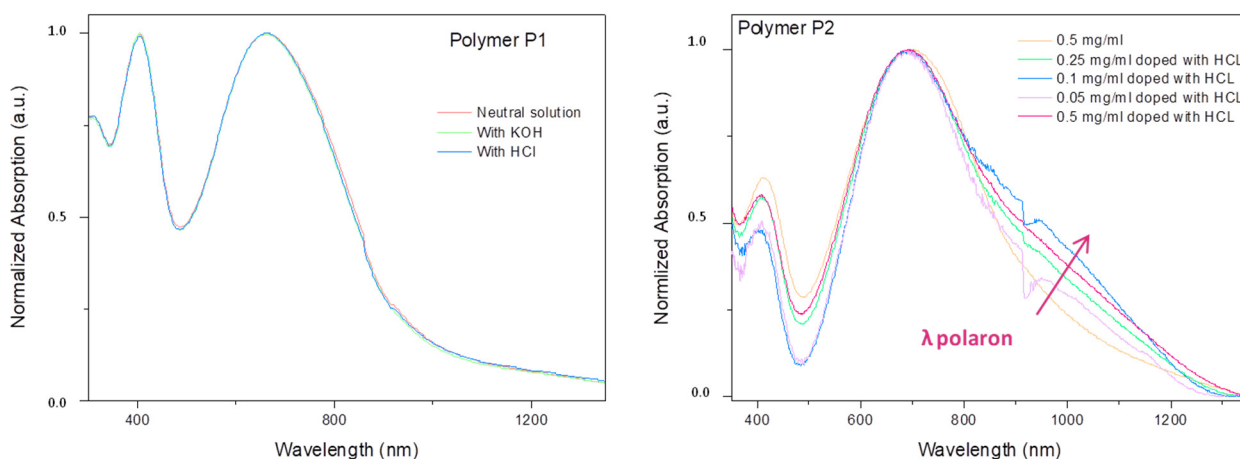 Polymer P1
Neutral solution
With KOH
With HCl
Normalized Absorption (a.u.)
1.0
0.5
0.0
400
800
1200
Wavelength (nm)
Polymer P2
0.5 mg/ml
0.25 mg/ml doped with HCL
0.1 mg/ml doped with HCL
0.05 mg/ml doped with HCL
0.5 mg/ml doped with HCL
λ polaron
Normlized Absorption (a.u.)
1.0
0.5
0.0
400
600
800
1000
1200
Wavelength (nm)